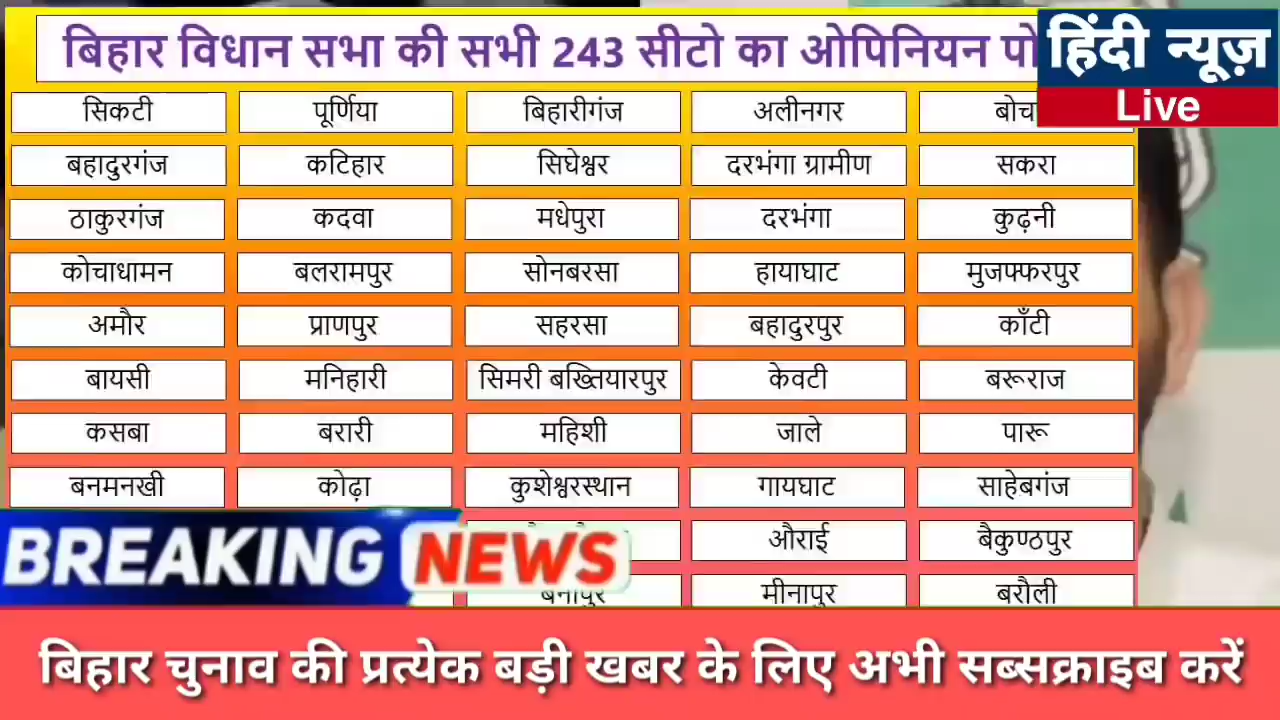 बिहार विधान सभा की सभी 243 सीटो का ओपिनियन
हिंदी न्यूज़
Live
सिकटी पूर्णिया बिहारीगंज अलीनगर
बहादुरगंज कटिहार सिघेश्वर दरभंगा ग्रामीण सकरा
ठाकुरगंज कदवा मधेपुरा दरभंगा कुढ़नी
कोचाधामन बलरामपुर सोनबरसा हायाघाट मुजफ्फरपुर
अमौर प्राणपुर सहरसा बहादुरपुर काँटी
बायसी मनिहारी सिमरी बख्तियारपुर केवटी बरूराज
कसबा बरारी महिशी जाले पारू
बनमनखी कोढ़ा कुशेश्वरस्थान गायघाट साहेबगंज
औराई बैकुण्ठपुर
मीनापुर बरौली
BREAKING NEWS
बिहार चुनाव की प्रत्येक बड़ी खबर के लिए अभी सब्सक्राइब करें